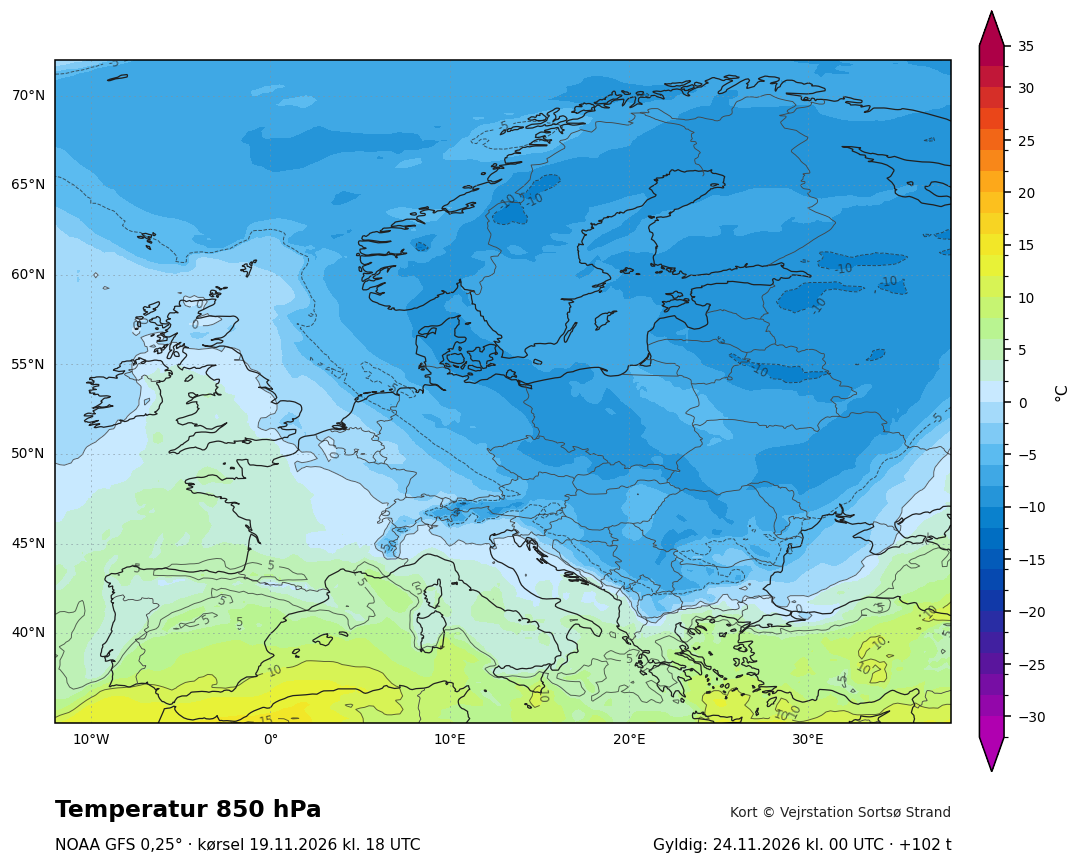 70°N
65°N
60°N
55°N
50°N
45°N
40°N
10°W
0°
10°E
20°E
30°E
35
30
25
20
15
10
5
0
−5
−10
−15
−20
−25
−30
°C
Temperatur 850 hPa
Kort © Vejrstation Sortsø Strand
NOAA GFS 0,25° · kørsel 19.11.2026 kl. 18 UTC
Gyldig: 24.11.2026 kl. 00 UTC · +102 t